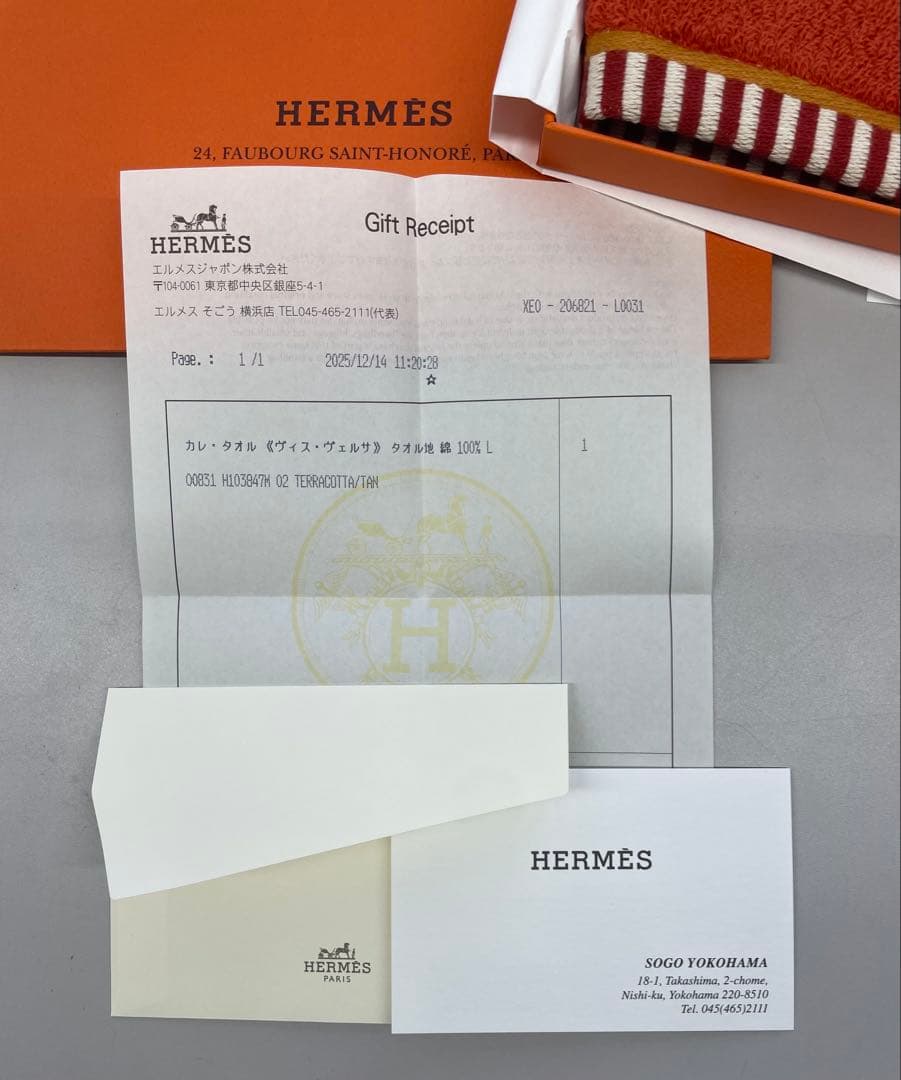 HERMÈS
24, FAUBOURG SAINT-HONORÉ, PAR
HERMÈS
Gift Receipt
エルメスジャポン株式会社
〒104-0061 東京都中央区銀座5-4-1
エルメス そごう 横浜店 TEL045-465-2111(代表)
XEO - 206821 - L0031
Page. : 1 /1 2025/12/14 11:20:28
☆
カレ・タオル 《ヴィス・ヴェルサ》 タオル地 綿 100% L 1
00831 H103847M 02 TERRACOTTA/TAN
H
HERMÈS
PARIS
HERMÈS
SOGO YOKOHAMA
18-1, Takashima, 2-chome,
Nishi-ku, Yokohama 220-8510
Tel. 045(465)2111